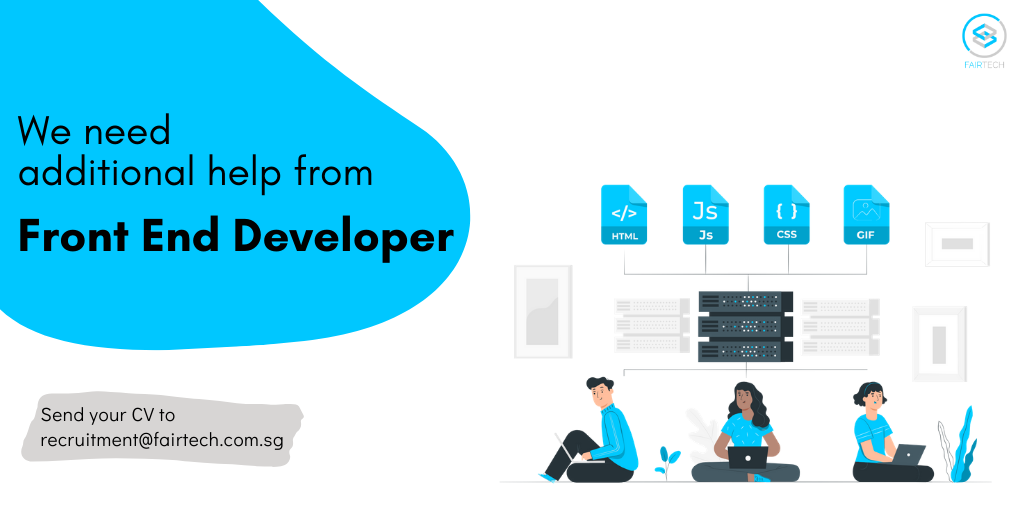 FAIRTECH
We need
additional help from
Front End Developer
</>
HTML
Js
Js
{ }
CSS
GIF
Send your CV to
recruitment@fairtech.com.sg